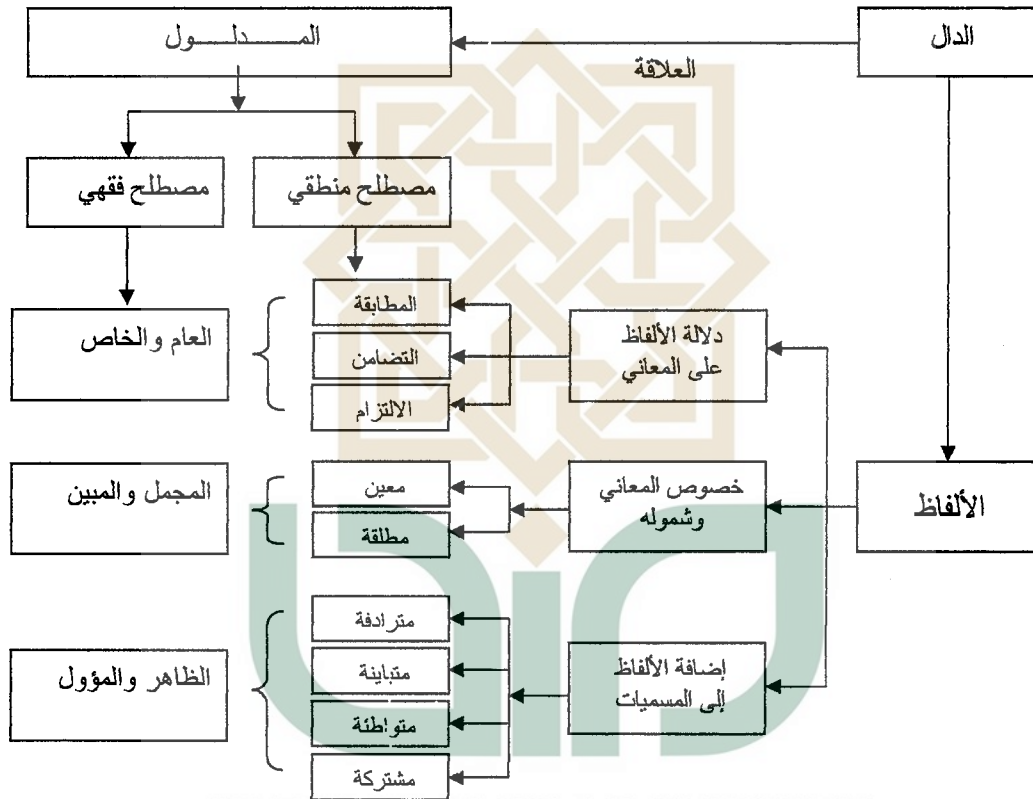 الدال
المـــــدلـــــــول
العلاقة
مصطلح منطقي
مصطلح فقهي
المطابقة
التضامن
الالتزام
دلالة الألفاظ
على المعاني
العام والخاص
الألفاظ
خصوص المعاني
وشموله
معين
مطلقة
المجمل والمبين
إضافة الألفاظ
إلى المسميات
مترادفة
متباينة
متواطئة
مشتركة
الظاهر والمؤول